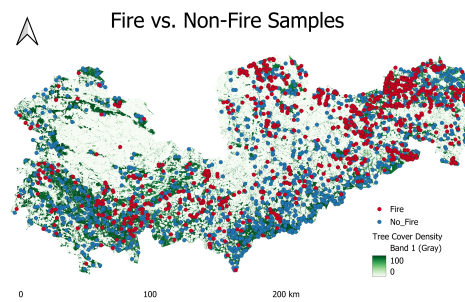 Fire vs. Non-Fire Samples
Fire
No_Fire
Tree Cover Density
Band 1 (Gray)
100
0
0 100 200 km